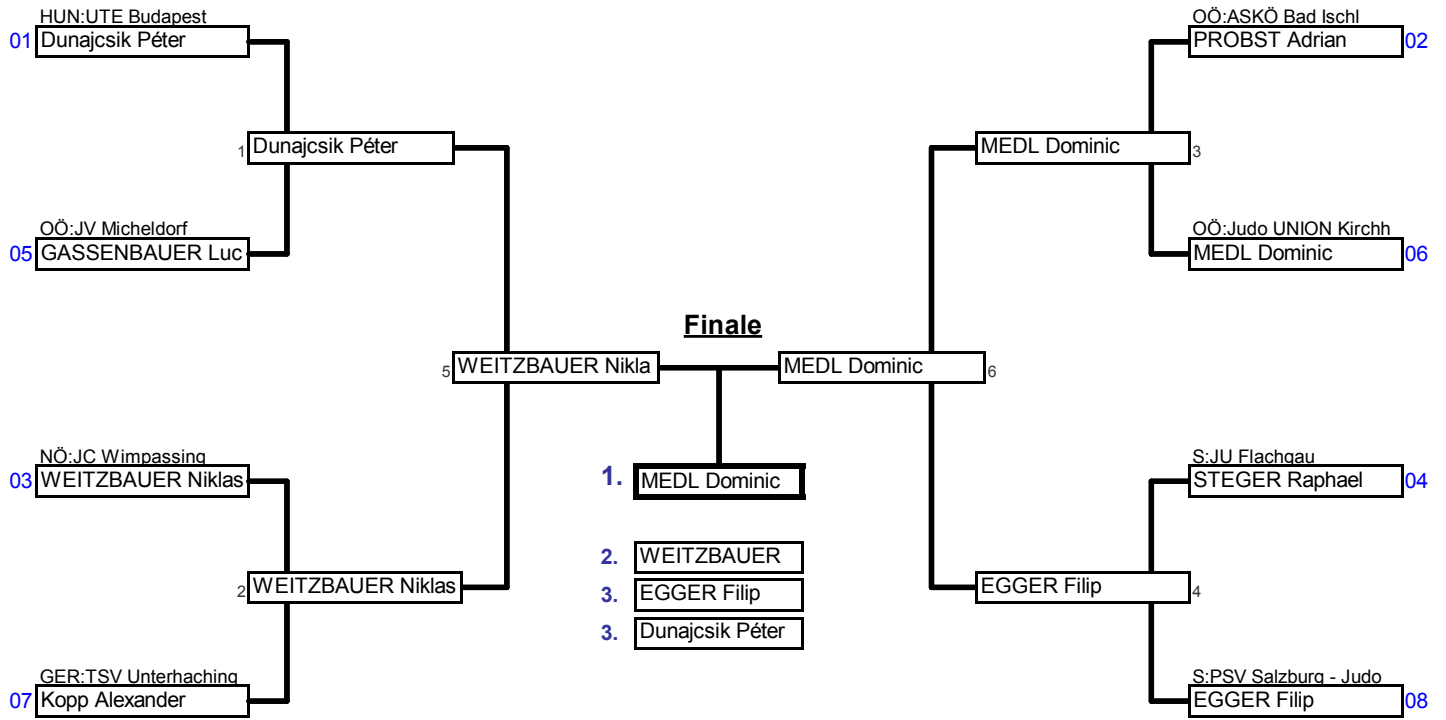 HUN:UTE Budapest
01 Dunajcsik Péter
OÖ:ASKÖ Bad Ischl
PROBST Adrian 02
1 Dunajcsik Péter
MEDL Dominic 3
OÖ:JV Micheldorf
05 GASSENBAUER Luc
OÖ:Judo UNION Kirchh
MEDL Dominic 06
Finale
5 WEITZBAUER Nikla
MEDL Dominic 6
NÖ:JC Wimpassing
03 WEITZBAUER Niklas
1. MEDL Dominic
S:JU Flachgau
STEGER Raphael 04
2. WEITZBAUER
2 WEITZBAUER Niklas
3. EGGER Filip
EGGER Filip 4
3. Dunajcsik Péter
GER:TSV Unterhaching
07 Kopp Alexander
S:PSV Salzburg - Judo
EGGER Filip 08